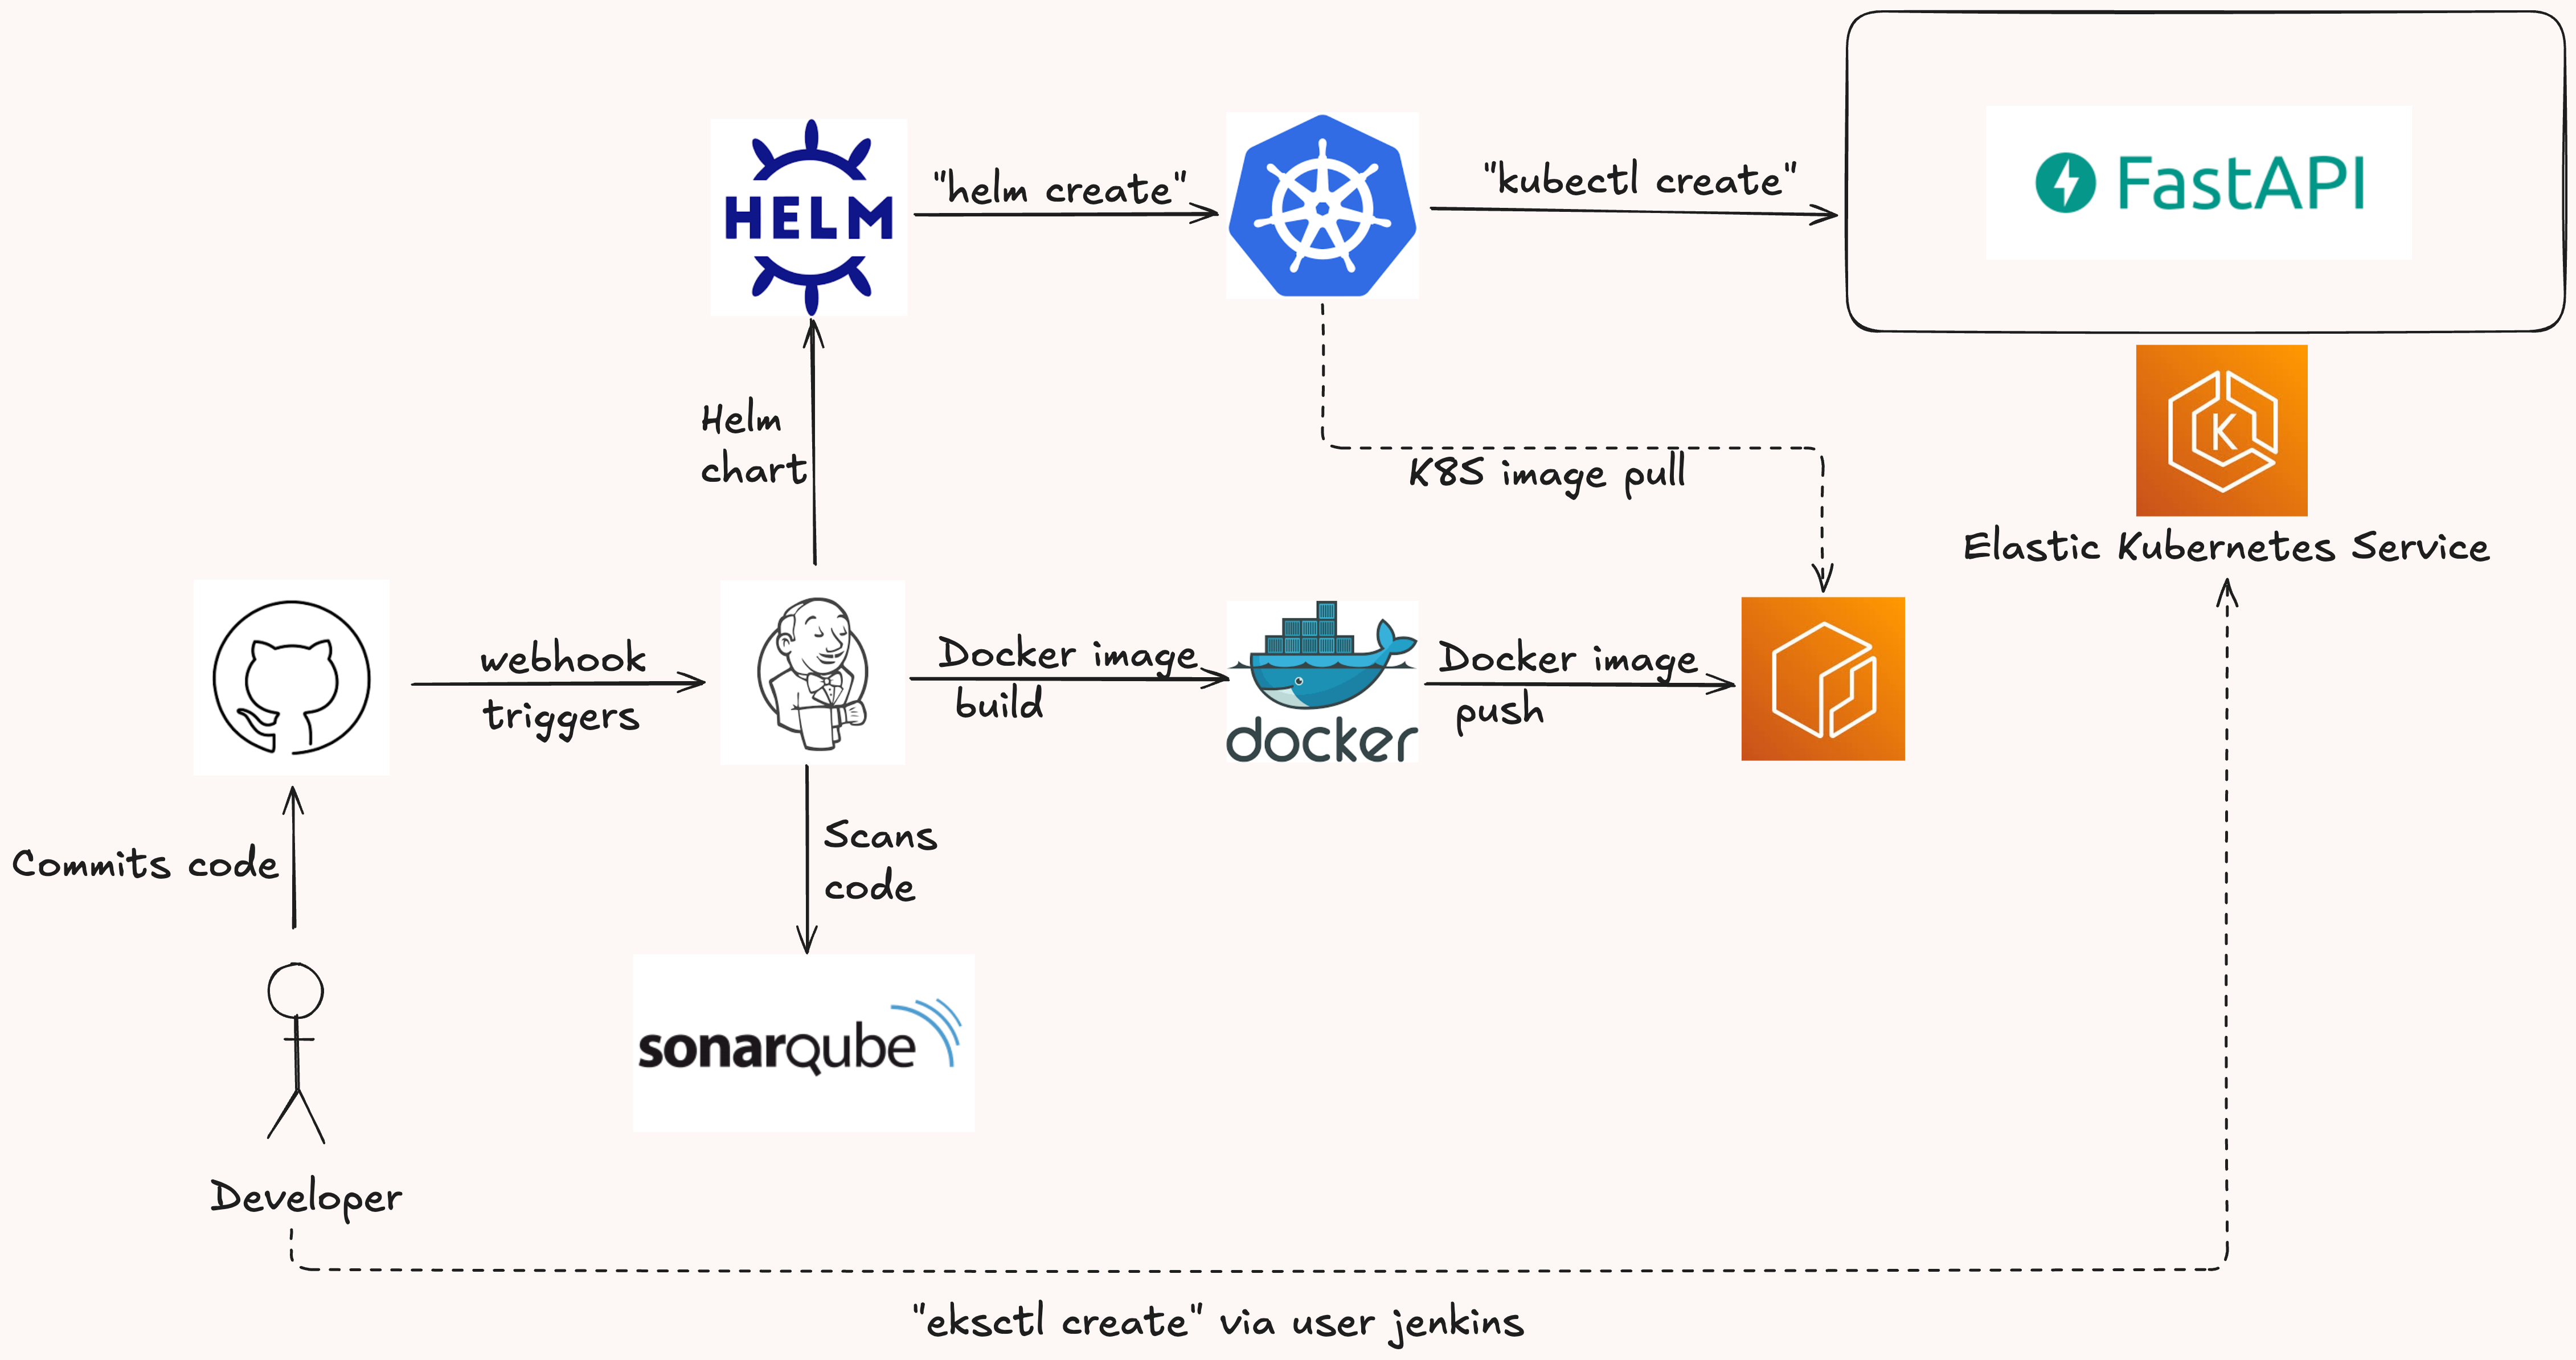 HELM
"helm create"
"kubectl create"
FastAPI
Helm
chart
K8S image pull
K
Elastic Kubernetes Service
webhook
triggers
Docker image
build
docker
Docker image
push
Commits code
Scans
code
sonarqube
Developer
"eksctl create" via user jenkins